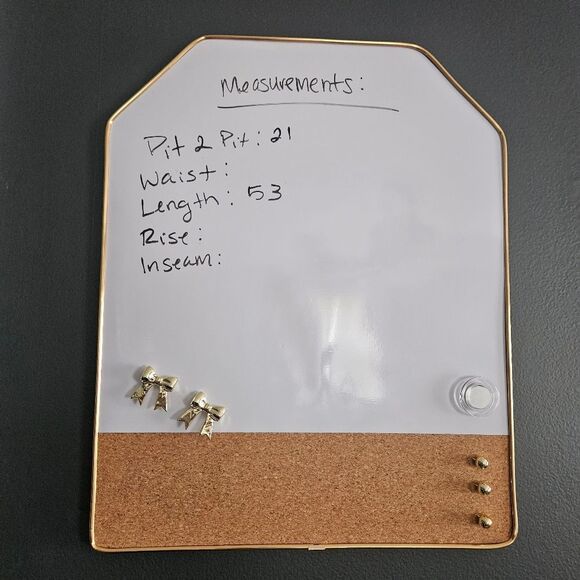 Measurements:
Pit 2 Pit: 21
Waist:
Length: 53
Rise:
Inseam: